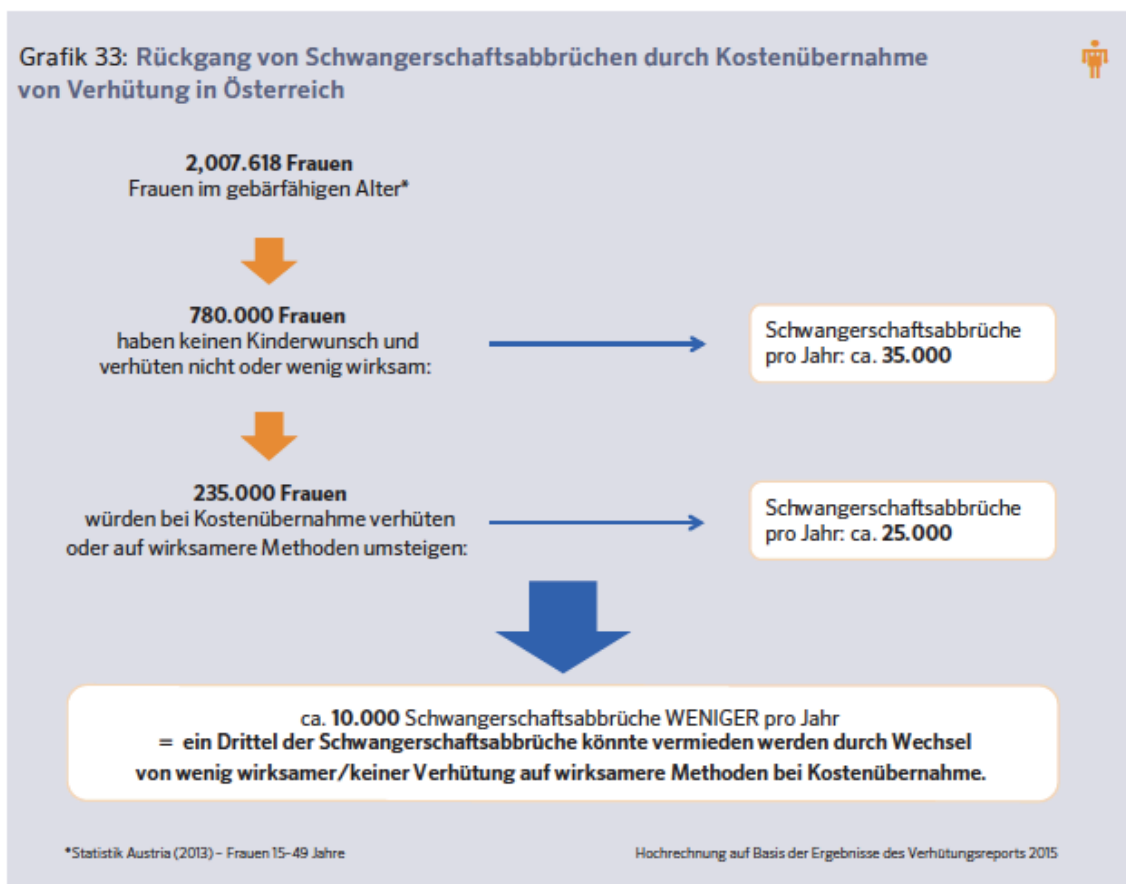 Grafik 33: Rückgang von Schwangerschaftsabbrüchen durch Kostenübernahme
von Verhütung in Österreich
2,007.618 Frauen
Frauen im gebärfähigen Alter*
780.000 Frauen
haben keinen Kinderwunsch und
verhüten nicht oder wenig wirksam:
Schwangerschaftsabbrüche
pro Jahr: ca. 35.000
235.000 Frauen
würden bei Kostenübernahme verhüten
oder auf wirksamere Methoden umsteigen:
Schwangerschaftsabbrüche
pro Jahr: ca. 25.000
ca. 10.000 Schwangerschaftsabbrüche WENIGER pro Jahr
= ein Drittel der Schwangerschaftsabbrüche könnte vermieden werden durch Wechsel
von wenig wirksamer/keiner Verhütung auf wirksamere Methoden bei Kostenübernahme.
*Statistik Austria (2013) – Frauen 15–49 Jahre
Hochrechnung auf Basis der Ergebnisse des Verhütungsreports 2015